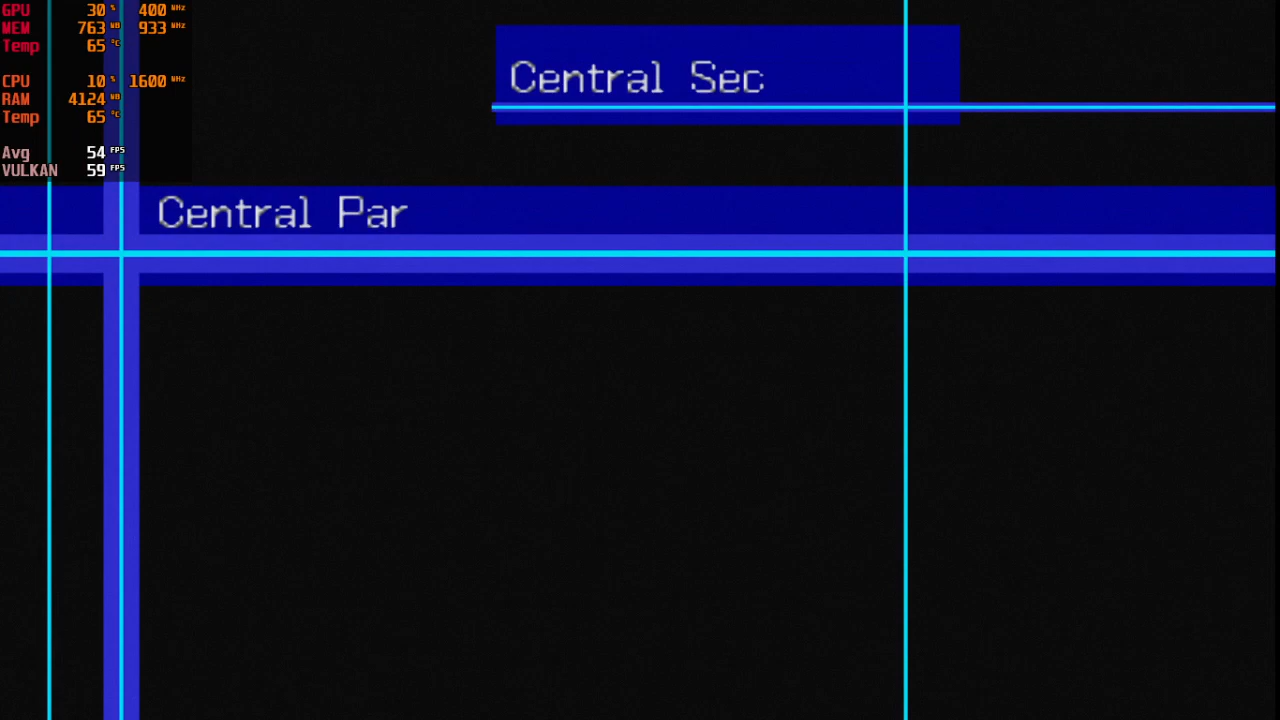 GPU 30 % 400 MHz
MEM 763 MB 933 MHz
Temp 65 °C
CPU 10 % 1600 MHz
RAM 4124 MB
Temp 65 °C
Avg 54 FPS
VULKAN 59 FPS
Central Sec
Central Par